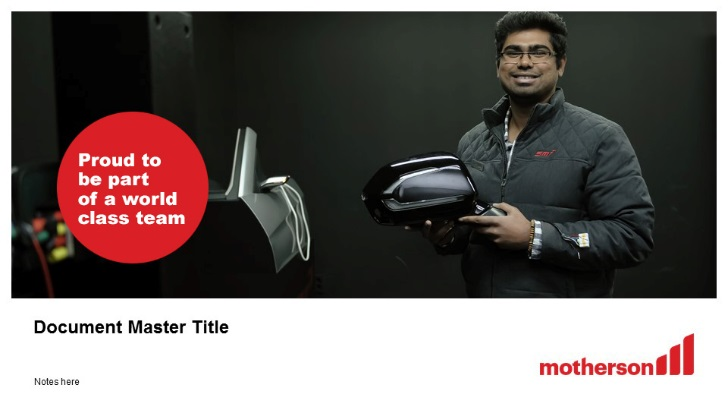 Proud to
be part
of a world
class team
Document Master Title
motherson
Notes here